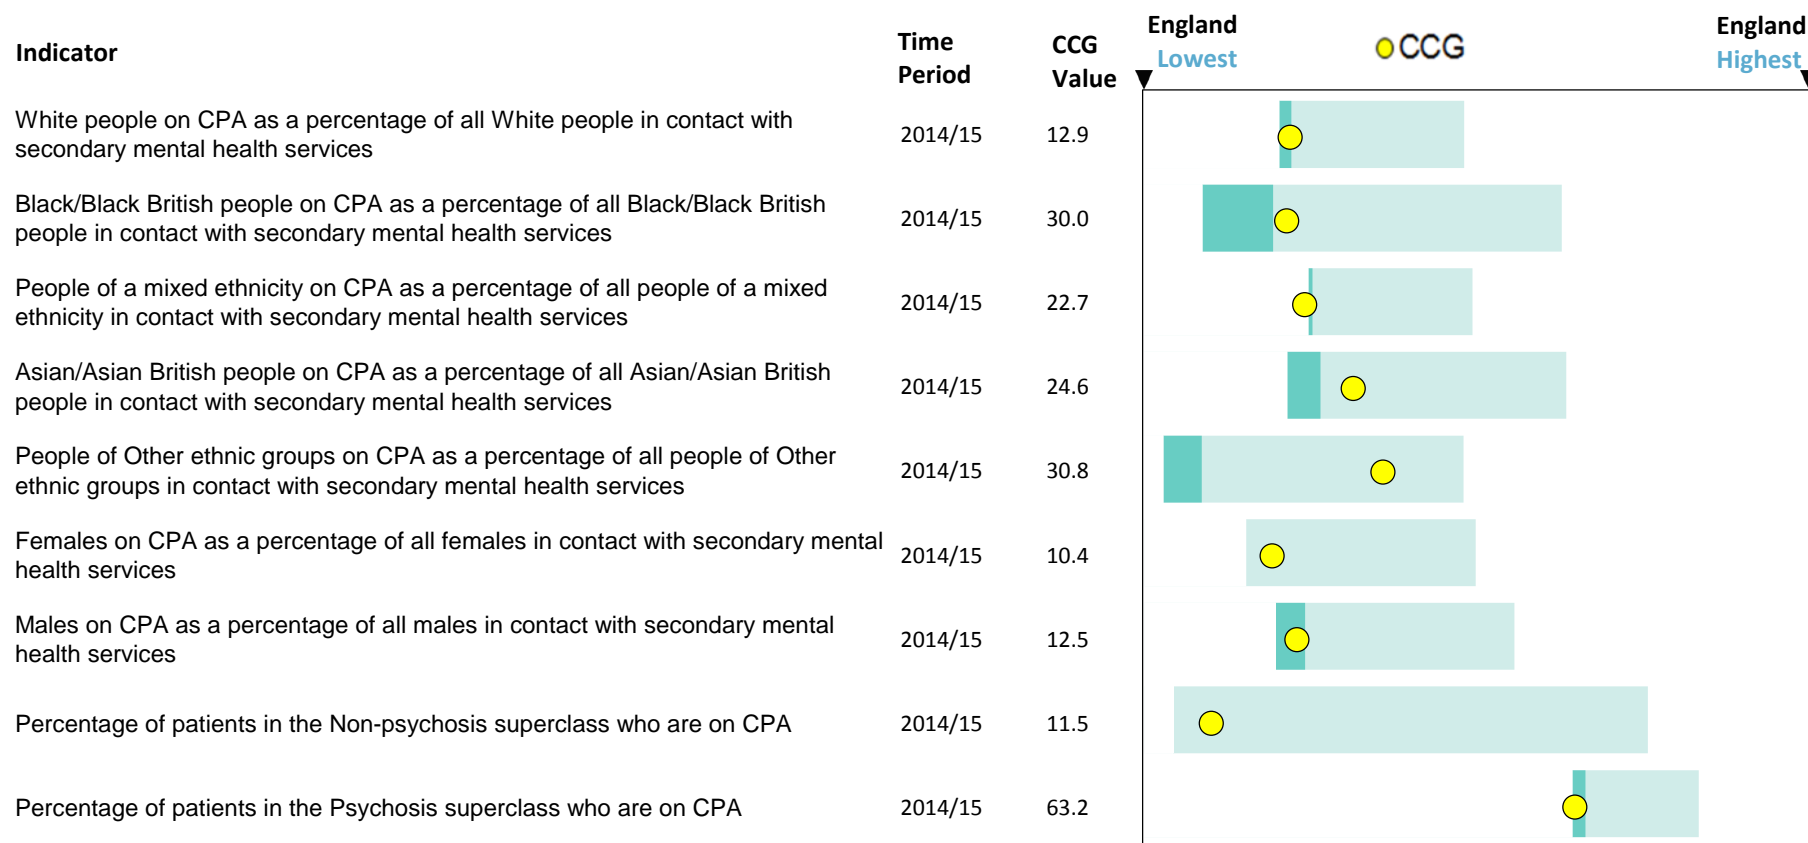 Indicator
Time
Period
CCG
Value
England
Lowest
CCG
England
Highest
White people on CPA as a percentage of all White people in contact with
secondary mental health services
2014/15
12.9
Black/Black British people on CPA as a percentage of all Black/Black British
people in contact with secondary mental health services
2014/15
30.0
People of a mixed ethnicity on CPA as a percentage of all people of a mixed
ethnicity in contact with secondary mental health services
2014/15
22.7
Asian/Asian British people on CPA as a percentage of all Asian/Asian British
people in contact with secondary mental health services
2014/15
24.6
People of Other ethnic groups on CPA as a percentage of all people of Other
ethnic groups in contact with secondary mental health services
2014/15
30.8
Females on CPA as a percentage of all females in contact with secondary mental
health services
2014/15
10.4
Males on CPA as a percentage of all males in contact with secondary mental
health services
2014/15
12.5
Percentage of patients in the Non-psychosis superclass who are on CPA
2014/15
11.5
Percentage of patients in the Psychosis superclass who are on CPA
2014/15
63.2